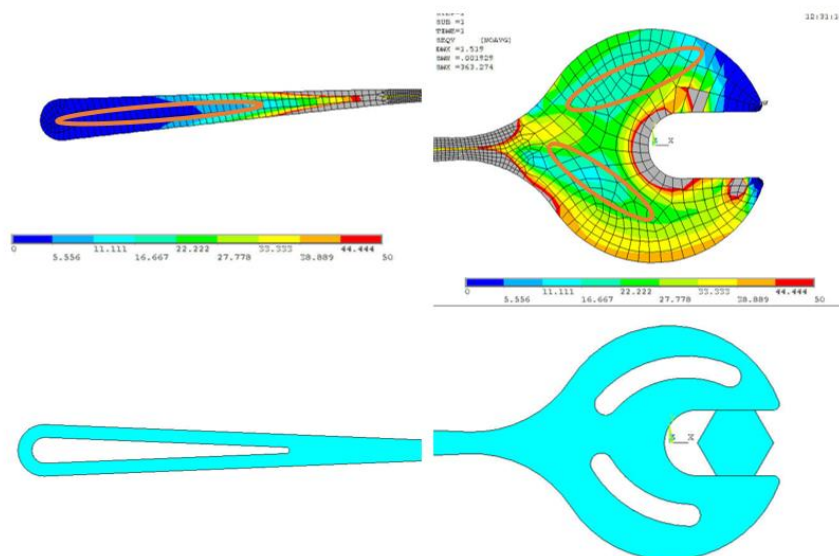 SUB =1
TIME=1
SEQV (NOAVG)
DMX =1.519
SMN =.001929
SMX =363.274
X
0 11.111 22.222 33.333 44.444
5.556 16.667 27.778 38.889 50
0 11.111 22.222 33.333 44.444
5.556 16.667 27.778 38.889 50
X